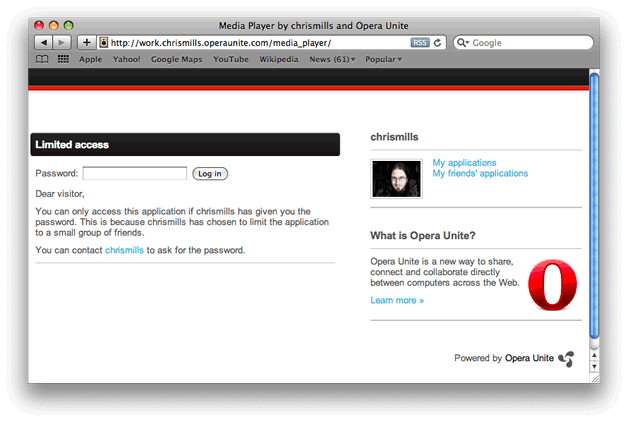 Media Player by chrismills and Opera Unite
http://work.chrismills.operaunite.com/media_player/
RSS
Google
Apple Yahoo! Google Maps YouTube Wikipedia News (61) Popular
Limited access
Password: Log in
Dear visitor,
You can only access this application if chrismills has given you the
password. This is because chrismills has chosen to limit the application
to a small group of friends.
You can contact chrismills to ask for the password.
chrismills
My applications
My friends' applications
What is Opera Unite?
Opera Unite is a new way to share,
connect and collaborate directly
between computers across the Web.
Learn more »
Powered by Opera Unite